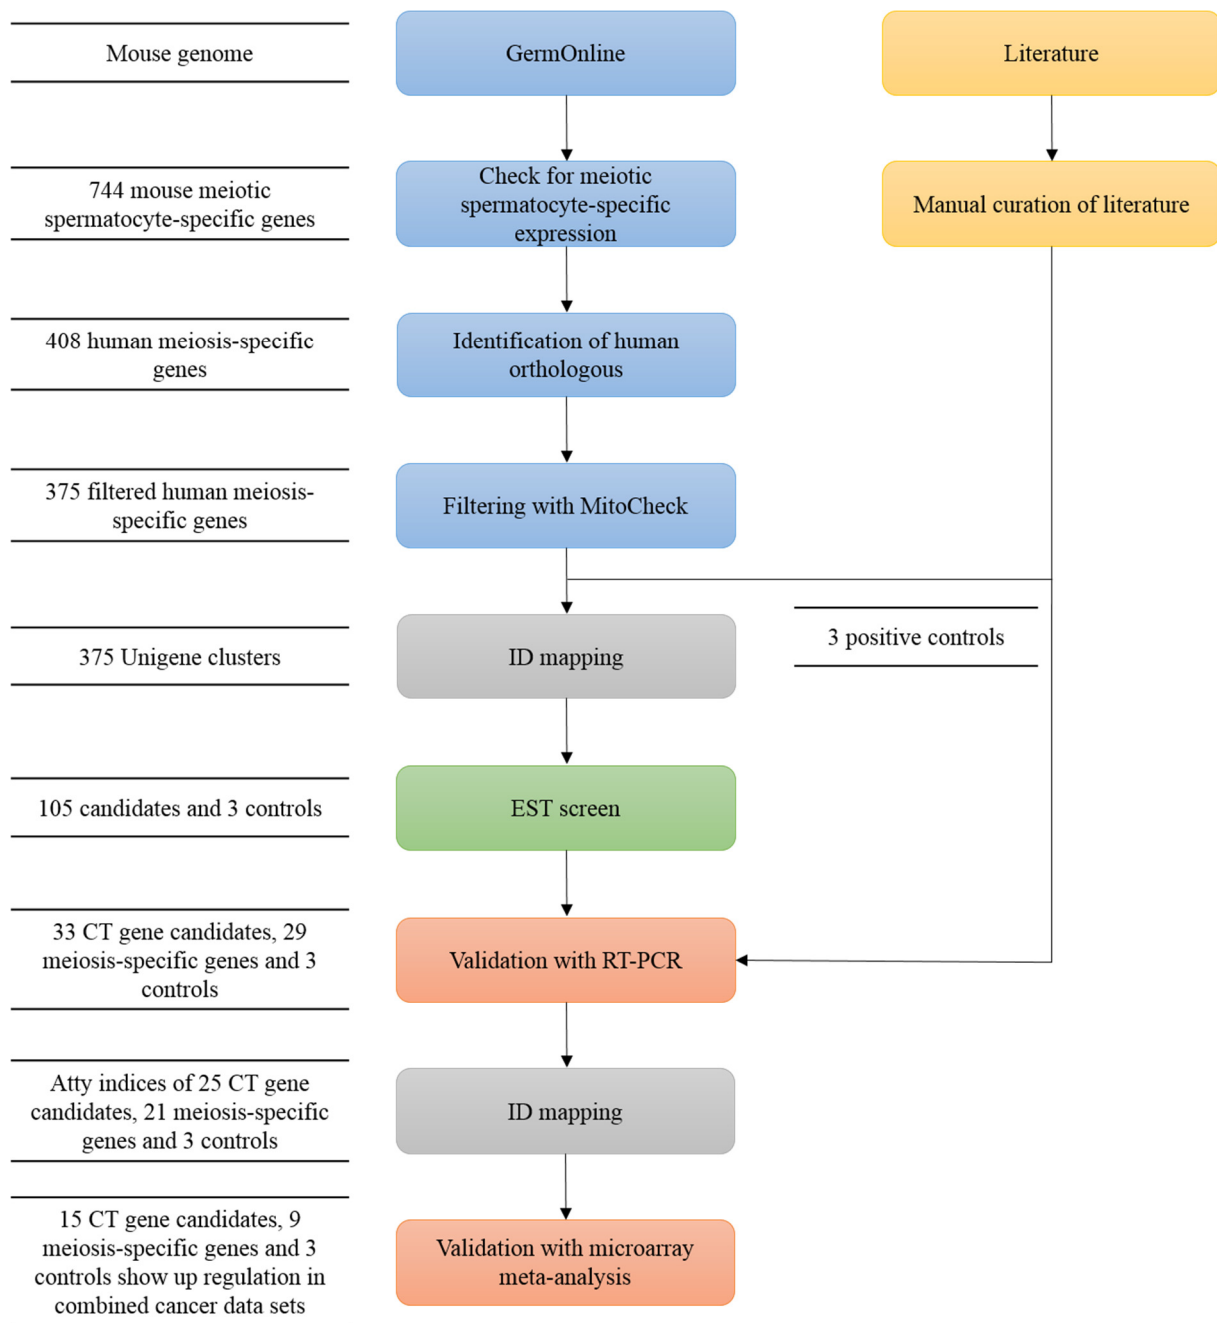 Mouse genome
GermOnline
Literature
744 mouse meiotic
spermatocyte-specific genes
Check for meiotic
spermatocyte-specific
expression
Manual curation of literature
408 human meiosis-specific
genes
Identification of human
orthologous
375 filtered human meiosis-
specific genes
Filtering with MitoCheck
3 positive controls
375 Unigene clusters
ID mapping
105 candidates and 3 controls
EST screen
33 CT gene candidates, 29
meiosis-specific genes and 3
controls
Validation with RT-PCR
Atty indices of 25 CT gene
candidates, 21 meiosis-specific
genes and 3 controls
ID mapping
15 CT gene candidates, 9
meiosis-specific genes and 3
controls show up regulation in
combined cancer data sets
Validation with microarray
meta-analysis